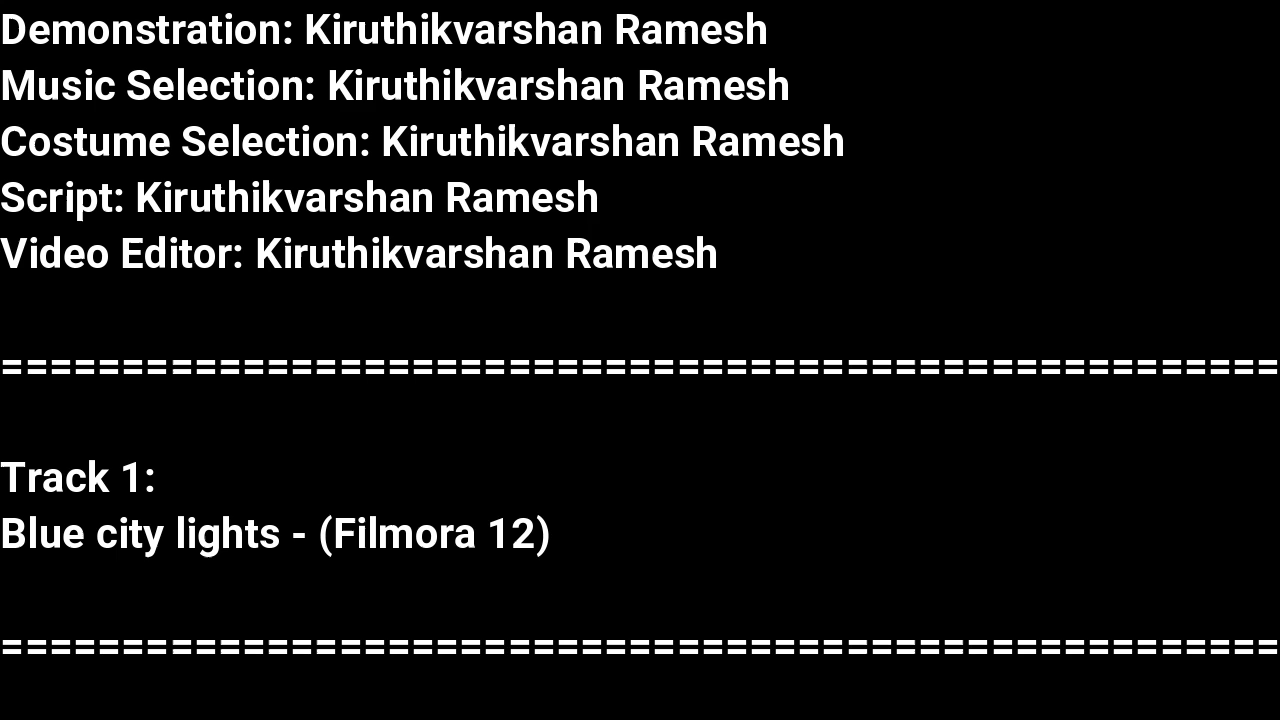 Demonstration: Kiruthikvarshan Ramesh
Music Selection: Kiruthikvarshan Ramesh
Costume Selection: Kiruthikvarshan Ramesh
Script: Kiruthikvarshan Ramesh
Video Editor: Kiruthikvarshan Ramesh
=====================================================
Track 1:
Blue city lights - (Filmora 12)
=====================================================